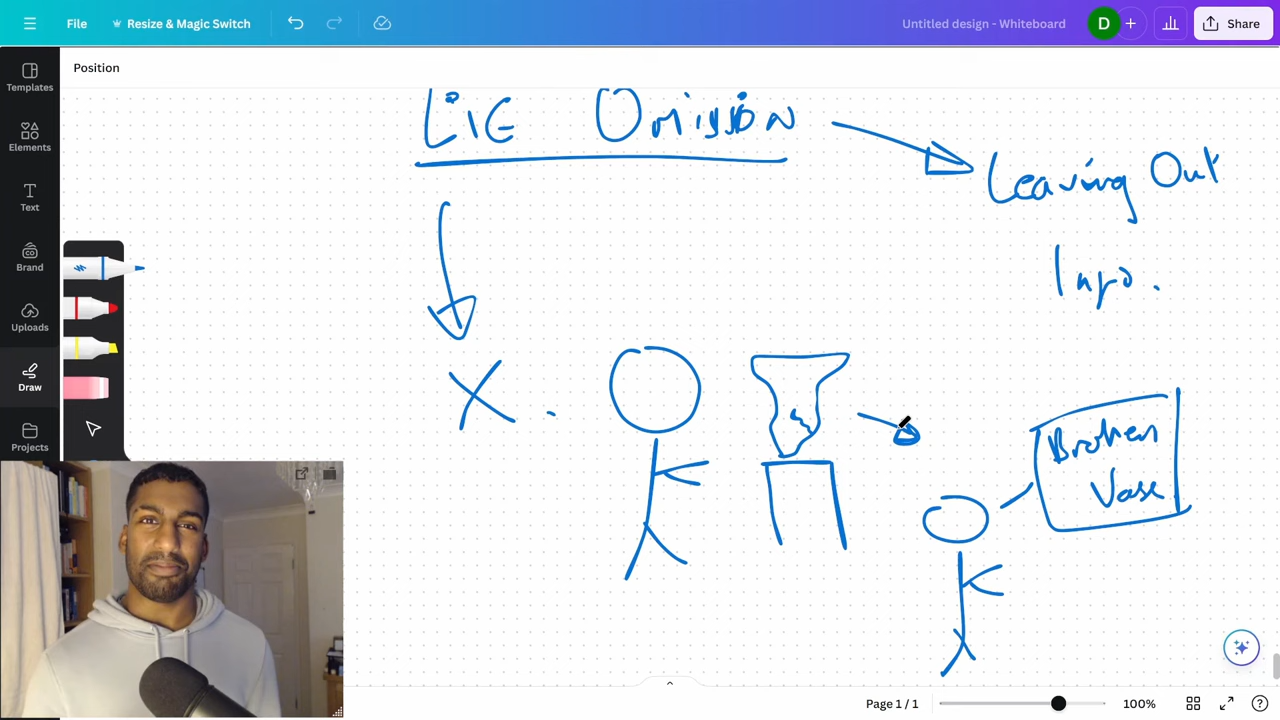 File
Resize & Magic Switch
Untitled design - Whiteboard
D
+
Share
Position
Templates
Elements
Text
Brand
Uploads
Draw
Projects
LiE Omission
Leaving Out
Info.
X.
Broken
Vase
Page 1 / 1
100%